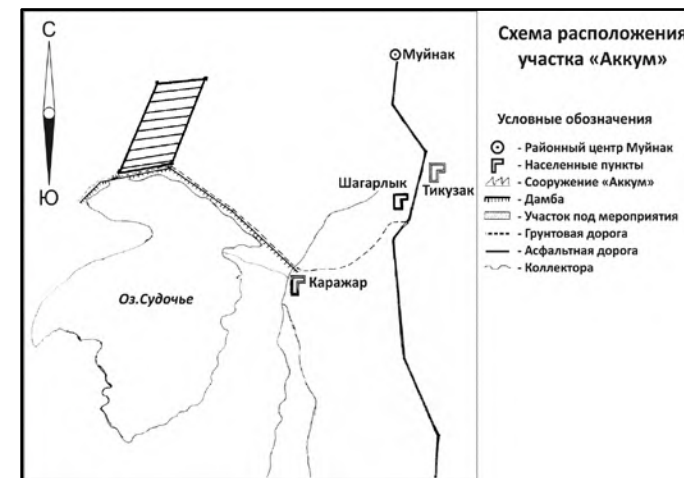 С
Ю
Муйнак
Шагарлык
Тикузак
Каражар
Оз.Судочье
Схема расположения
участка «Аккум»
Условные обозначения
- Районный центр Муйнак
- Населенные пункты
- Сооружение «Аккум»
- Дамба
- Участок под мероприятия
- Грунтовая дорога
- Асфальтная дорога
- Коллектора